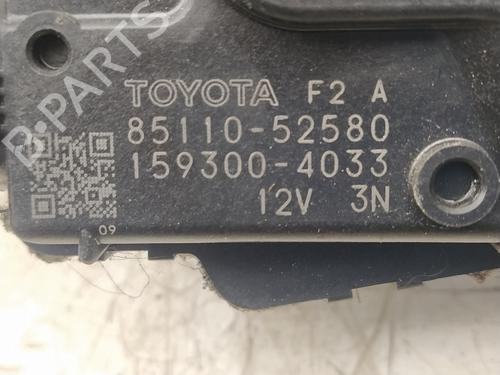 B-PARTS
TOYOTA F2 A
85110-52580
159300-4033
12V 3N
09